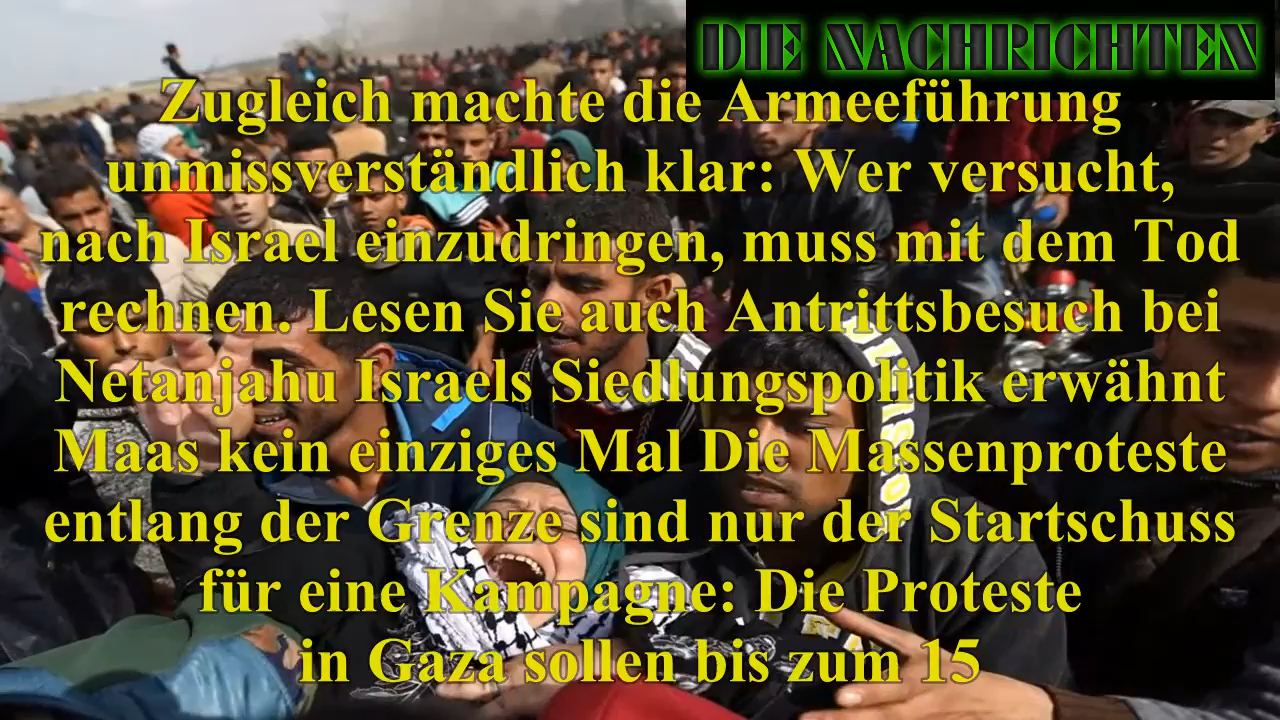 DIE NACHRICHTEN
Zugleich machte die Armeeführung
unmissverständlich klar: Wer versucht,
nach Israel einzudringen, muss mit dem Tod
rechnen. Lesen Sie auch Antrittsbesuch bei
Netanjahu Israels Siedlungspolitik erwähnt
Maas kein einziges Mal Die Massenproteste
entlang der Grenze sind nur der Startschuss
für eine Kampagne: Die Proteste
in Gaza sollen bis zum 15